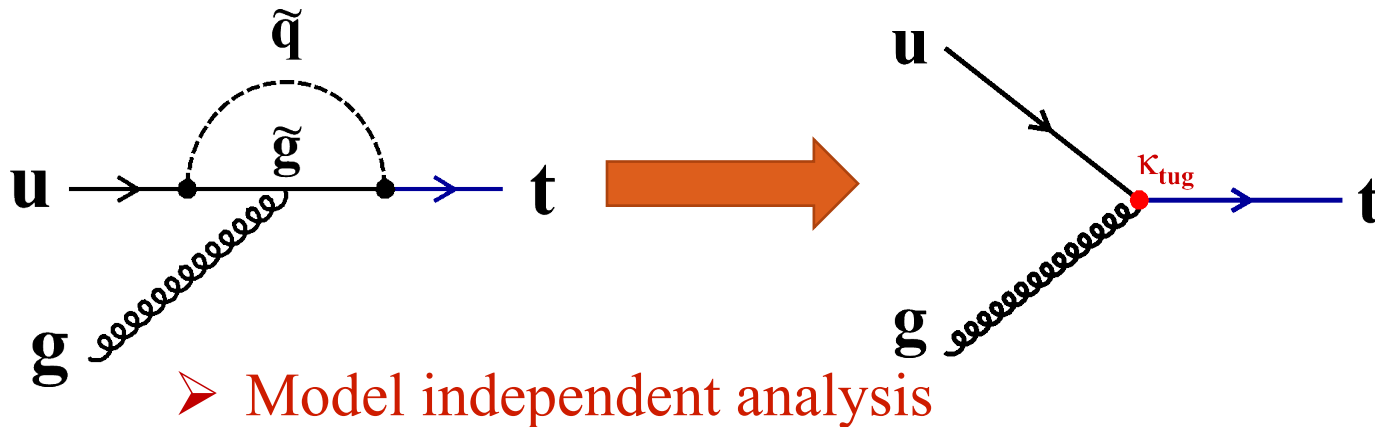 q̃
u
g̃
κtug
u
t
t
g
g
➢ Model independent analysis